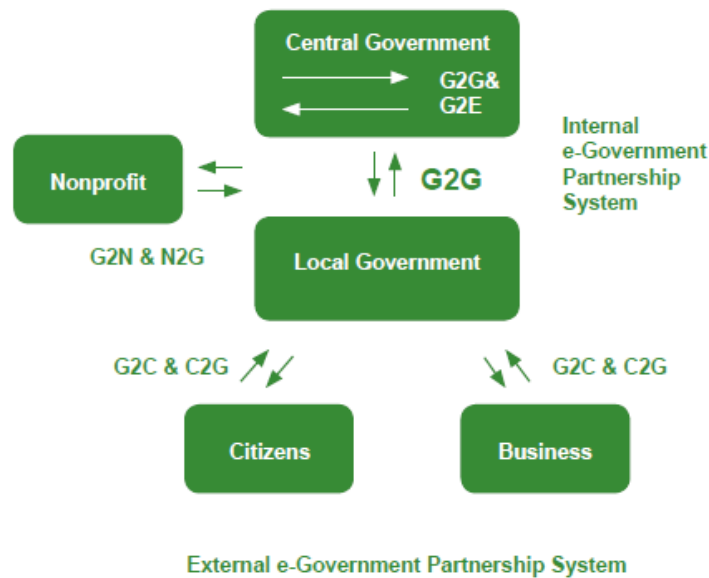 Central Government
G2G&
G2E
Internal
e-Government
Partnership
System
Nonprofit
G2G
G2N & N2G
Local Government
G2C & C2G
G2C & C2G
Citizens
Business
External e-Government Partnership System